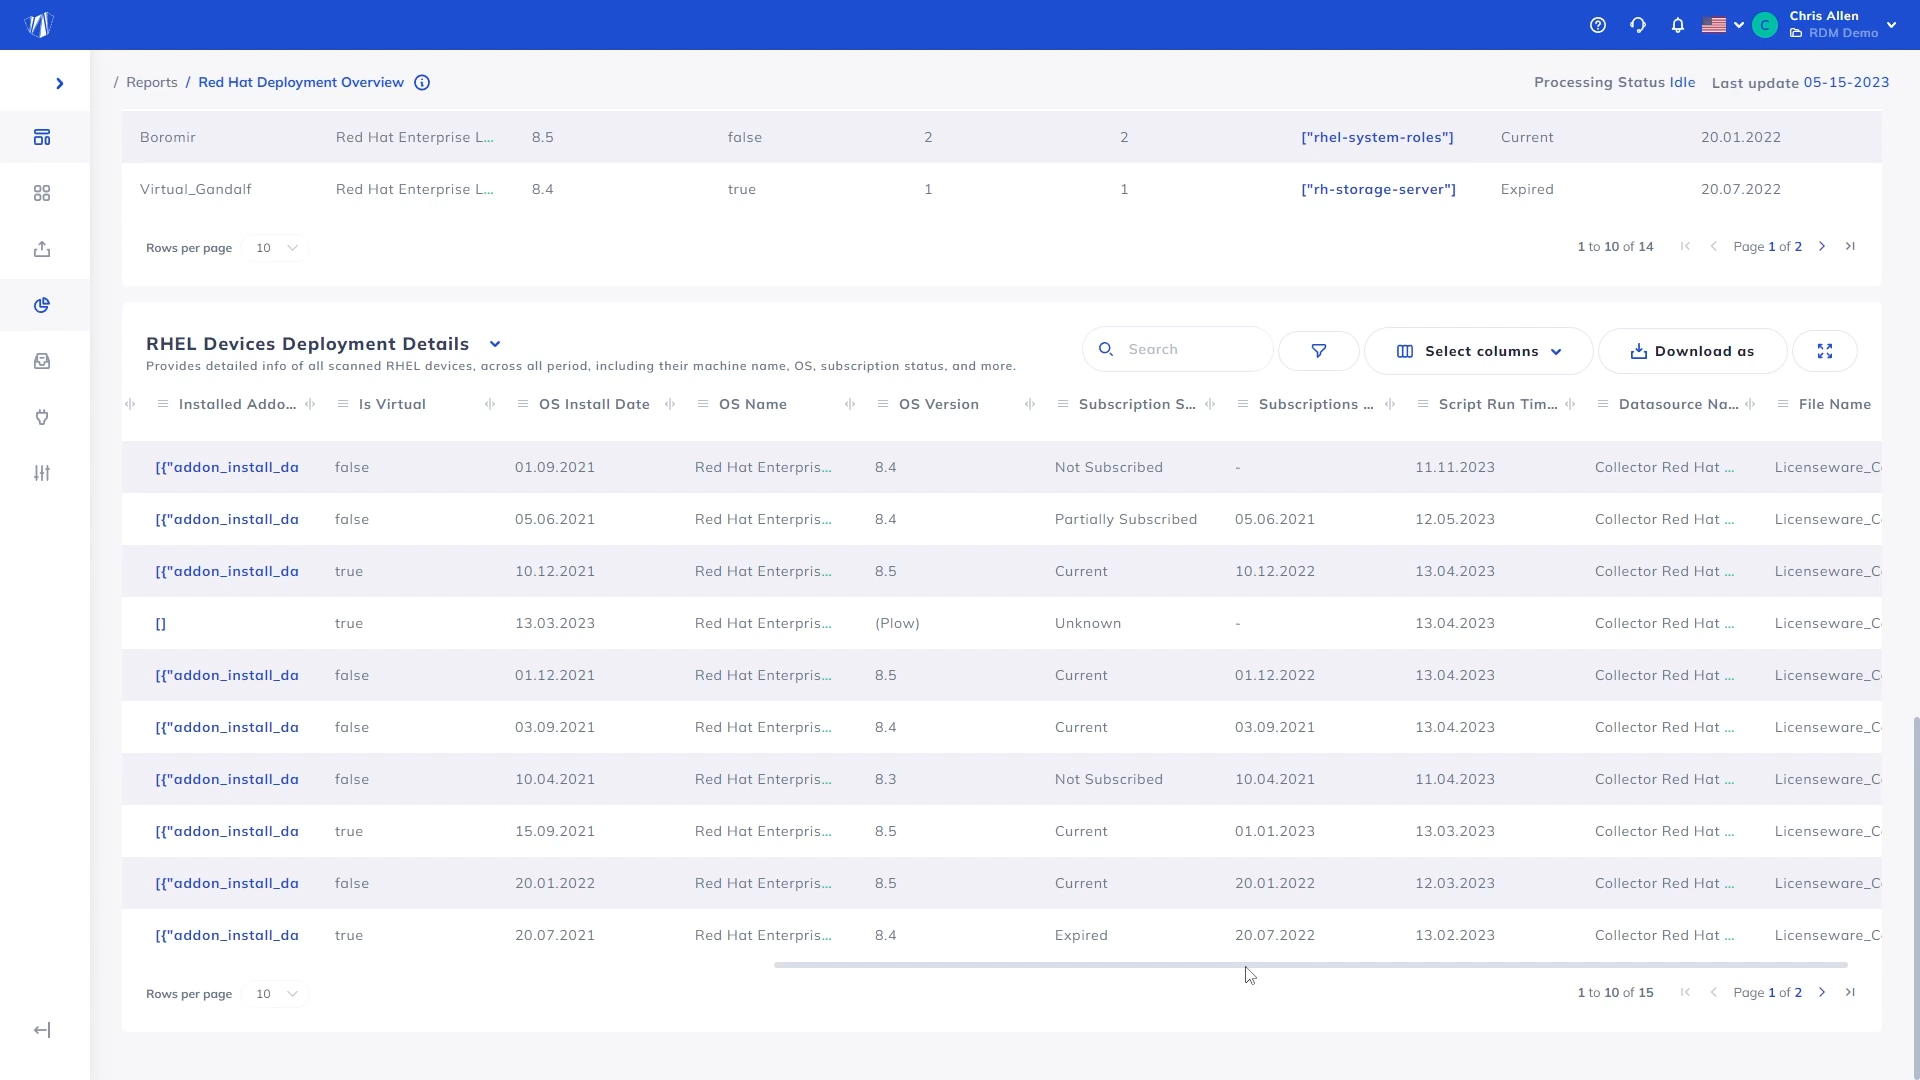 Chris Allen
C
RDM Demo
/ Reports / Red Hat Deployment Overview
Processing Status Idle Last update 05-15-2023
Boromir Red Hat Enterprise L... 8.5 false 2 2 ["rhel-system-roles"] Current 20.01.2022
Virtual_Gandalf Red Hat Enterprise L... 8.4 true 1 1 ["rh-storage-server"] Expired 20.07.2022
Rows per page 10 1 to 10 of 14 Page 1 of 2
RHEL Devices Deployment Details
Search Select columns Download as
Provides detailed info of all scanned RHEL devices, across all period, including their machine name, OS, subscription status, and more.
Installed Addo... Is Virtual OS Install Date OS Name OS Version Subscription S... Subscriptions ... Script Run Tim... Datasource Na... File Name
[{"addon_install_da false 01.09.2021 Red Hat Enterpris... 8.4 Not Subscribed - 11.11.2023 Collector Red Hat ... Licenseware_C
[{"addon_install_da false 05.06.2021 Red Hat Enterpris... 8.4 Partially Subscribed 05.06.2021 12.05.2023 Collector Red Hat ... Licenseware_C
[{"addon_install_da true 10.12.2021 Red Hat Enterpris... 8.5 Current 10.12.2022 13.04.2023 Collector Red Hat ... Licenseware_C
[] true 13.03.2023 Red Hat Enterpris... (Plow) Unknown - 13.04.2023 Collector Red Hat ... Licenseware_C
[{"addon_install_da false 01.12.2021 Red Hat Enterpris... 8.5 Current 01.12.2022 13.04.2023 Collector Red Hat ... Licenseware_C
[{"addon_install_da false 03.09.2021 Red Hat Enterpris... 8.4 Current 03.09.2021 13.04.2023 Collector Red Hat ... Licenseware_C
[{"addon_install_da false 10.04.2021 Red Hat Enterpris... 8.3 Not Subscribed 10.04.2021 11.04.2023 Collector Red Hat ... Licenseware_C
[{"addon_install_da true 15.09.2021 Red Hat Enterpris... 8.5 Current 01.01.2023 13.03.2023 Collector Red Hat ... Licenseware_C
[{"addon_install_da false 20.01.2022 Red Hat Enterpris... 8.5 Current 20.01.2022 12.03.2023 Collector Red Hat ... Licenseware_C
[{"addon_install_da true 20.07.2021 Red Hat Enterpris... 8.4 Expired 20.07.2022 13.02.2023 Collector Red Hat ... Licenseware_C
Rows per page 10 1 to 10 of 15 Page 1 of 2